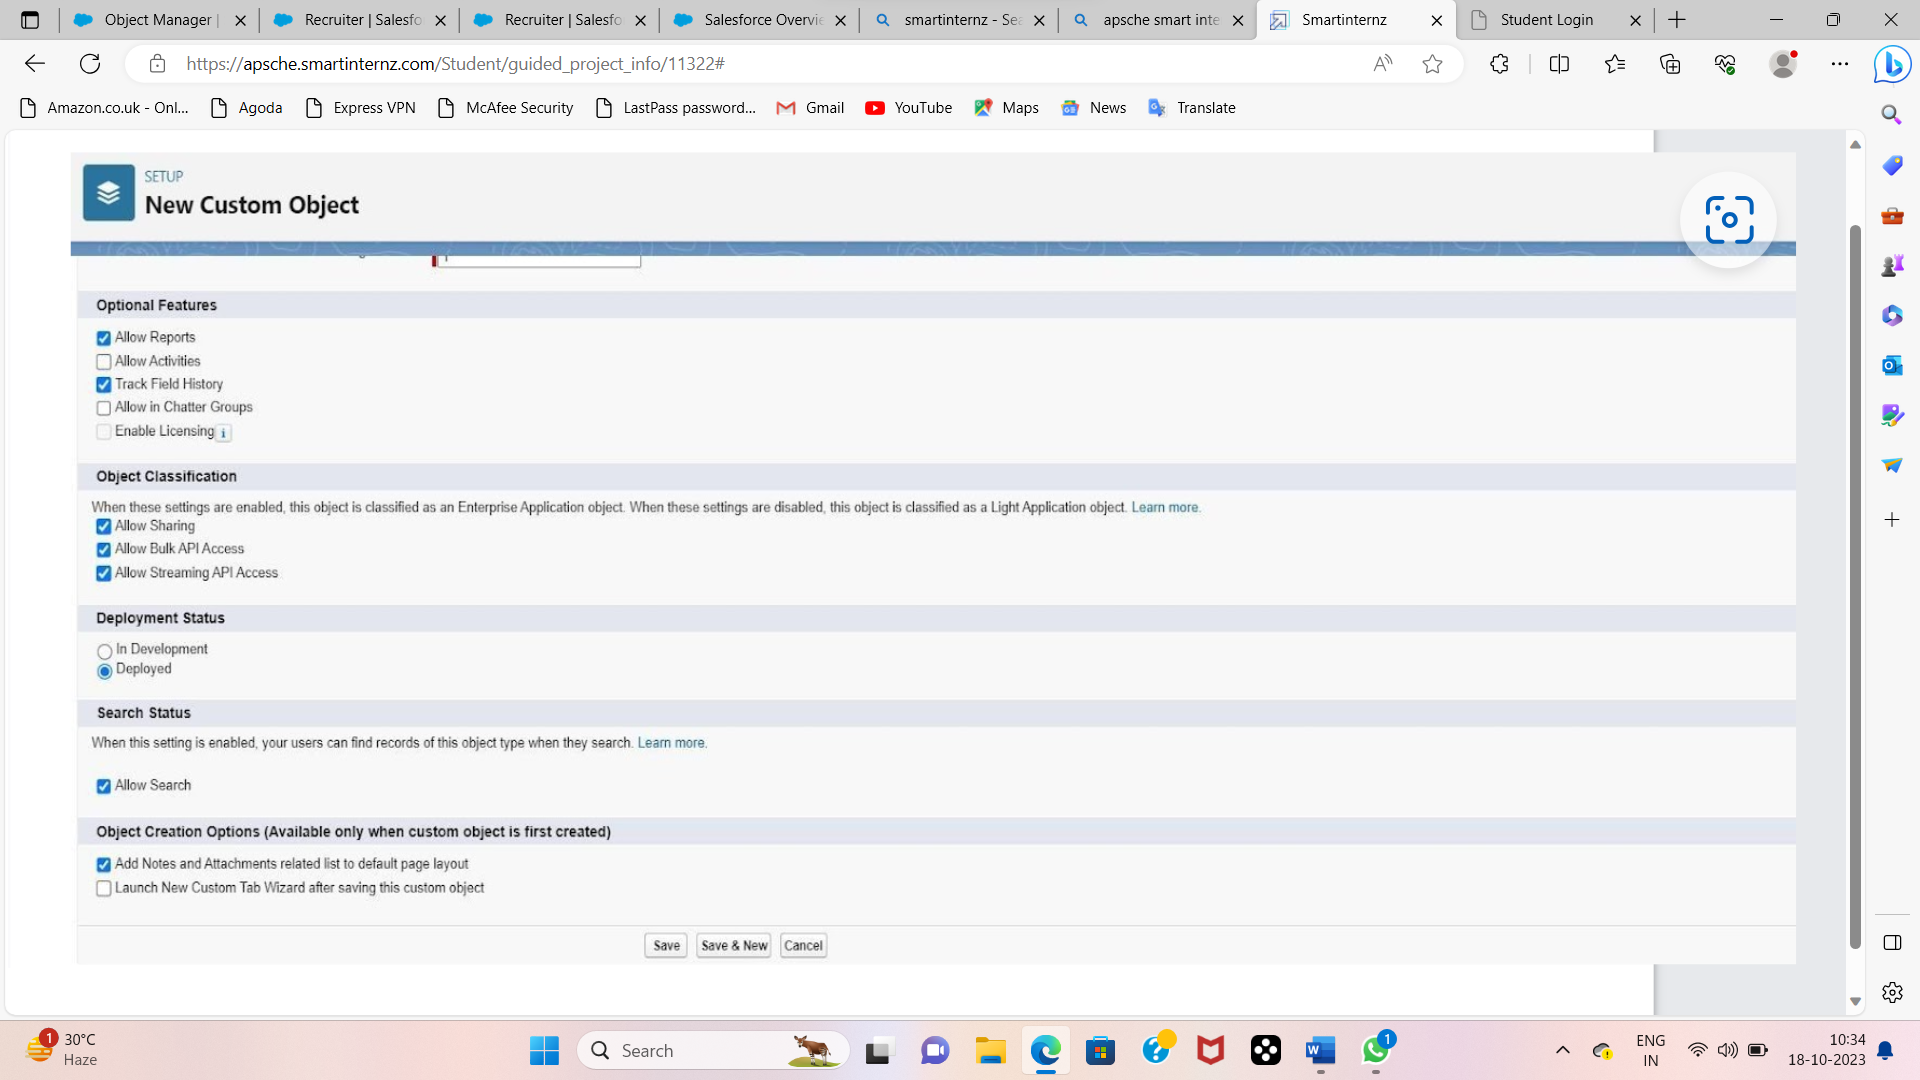 Object Manager |
Recruiter | Salesfo
Recruiter | Salesfo
Salesforce Overvie
smartinternz - Sea
apsche smart inte
Smartinternz
Student Login
https://apsche.smartinternz.com/Student/guided_project_info/11322#
Amazon.co.uk - Onl...
Agoda
Express VPN
McAfee Security
LastPass password...
Gmail
YouTube
Maps
News
Translate
SETUP
New Custom Object
Optional Features
Allow Reports
Allow Activities
Track Field History
Allow in Chatter Groups
Enable Licensing i
Object Classification
When these settings are enabled, this object is classified as an Enterprise Application object. When these settings are disabled, this object is classified as a Light Application object. Learn more.
Allow Sharing
Allow Bulk API Access
Allow Streaming API Access
Deployment Status
In Development
Deployed
Search Status
When this setting is enabled, your users can find records of this object type when they search. Learn more.
Allow Search
Object Creation Options (Available only when custom object is first created)
Add Notes and Attachments related list to default page layout
Launch New Custom Tab Wizard after saving this custom object
Save
Save & New
Cancel
1
30°C
Haze
Search
1
ENG
IN
10:34
18-10-2023